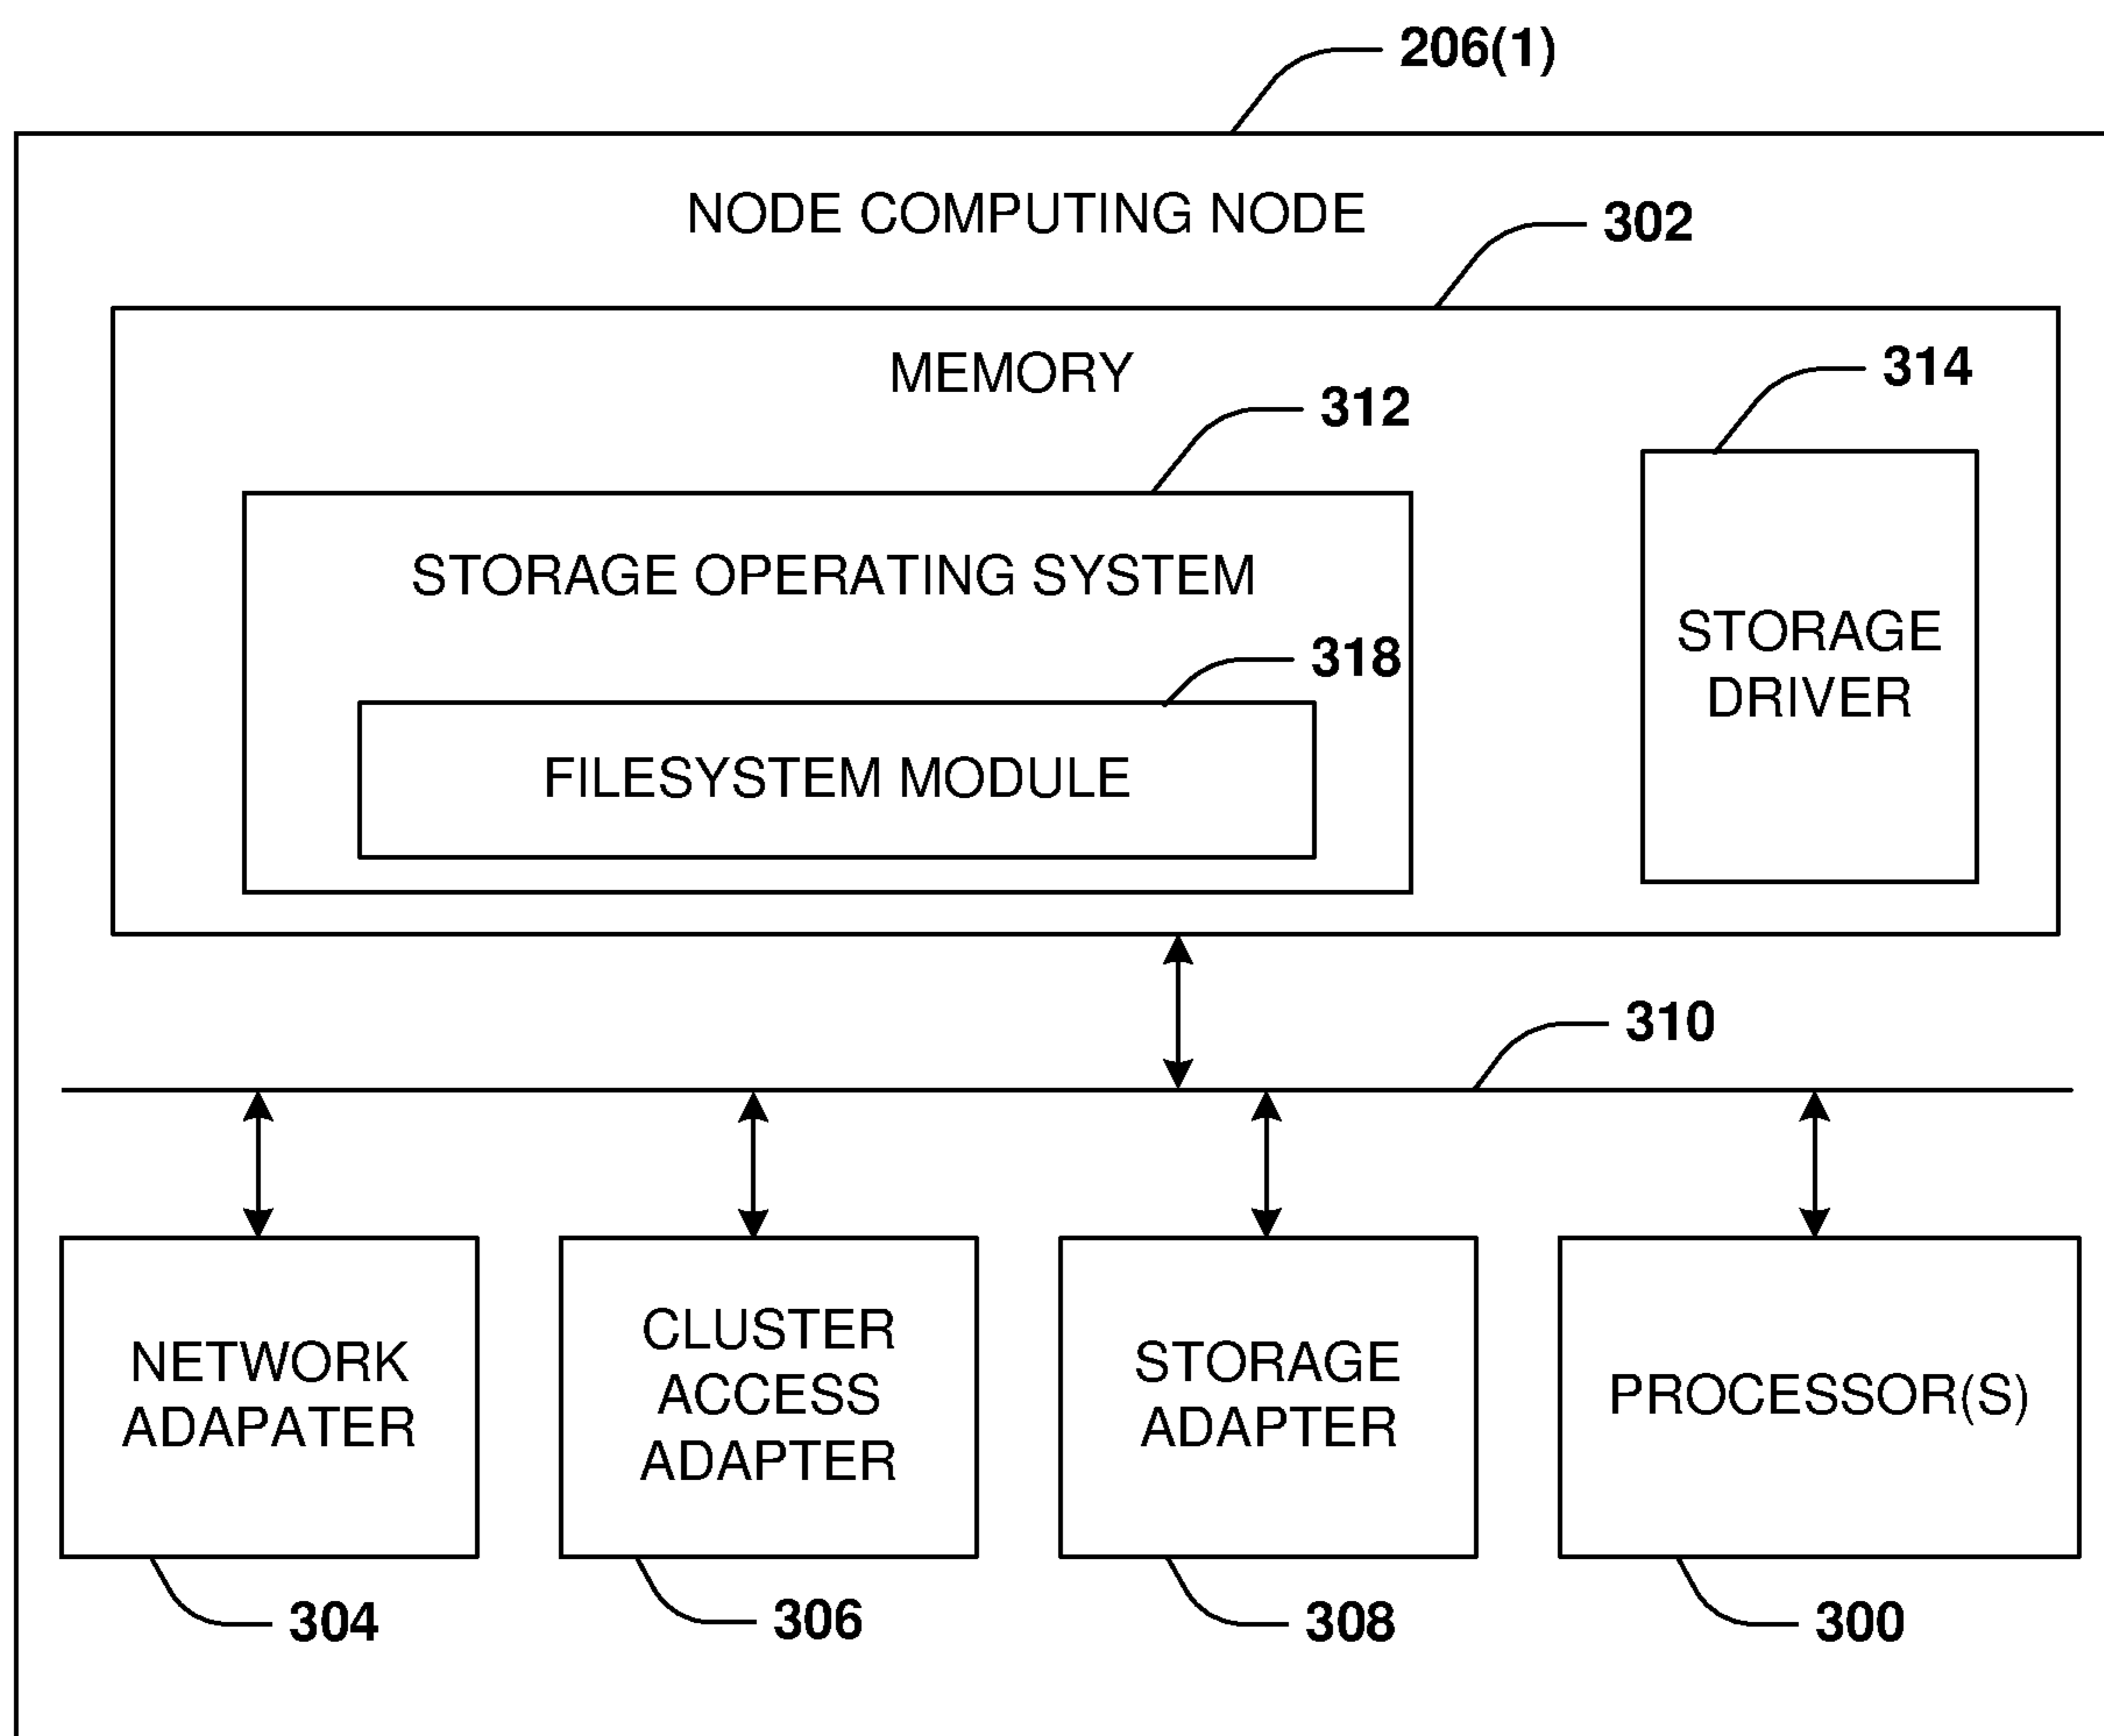 206(1)
NODE COMPUTING NODE
302
MEMORY
314
312
STORAGE OPERATING SYSTEM
STORAGE
DRIVER
318
FILESYSTEM MODULE
310
NETWORK
ADAPATER
CLUSTER
ACCESS
ADAPTER
STORAGE
ADAPTER
PROCESSOR(S)
304
306
308
300